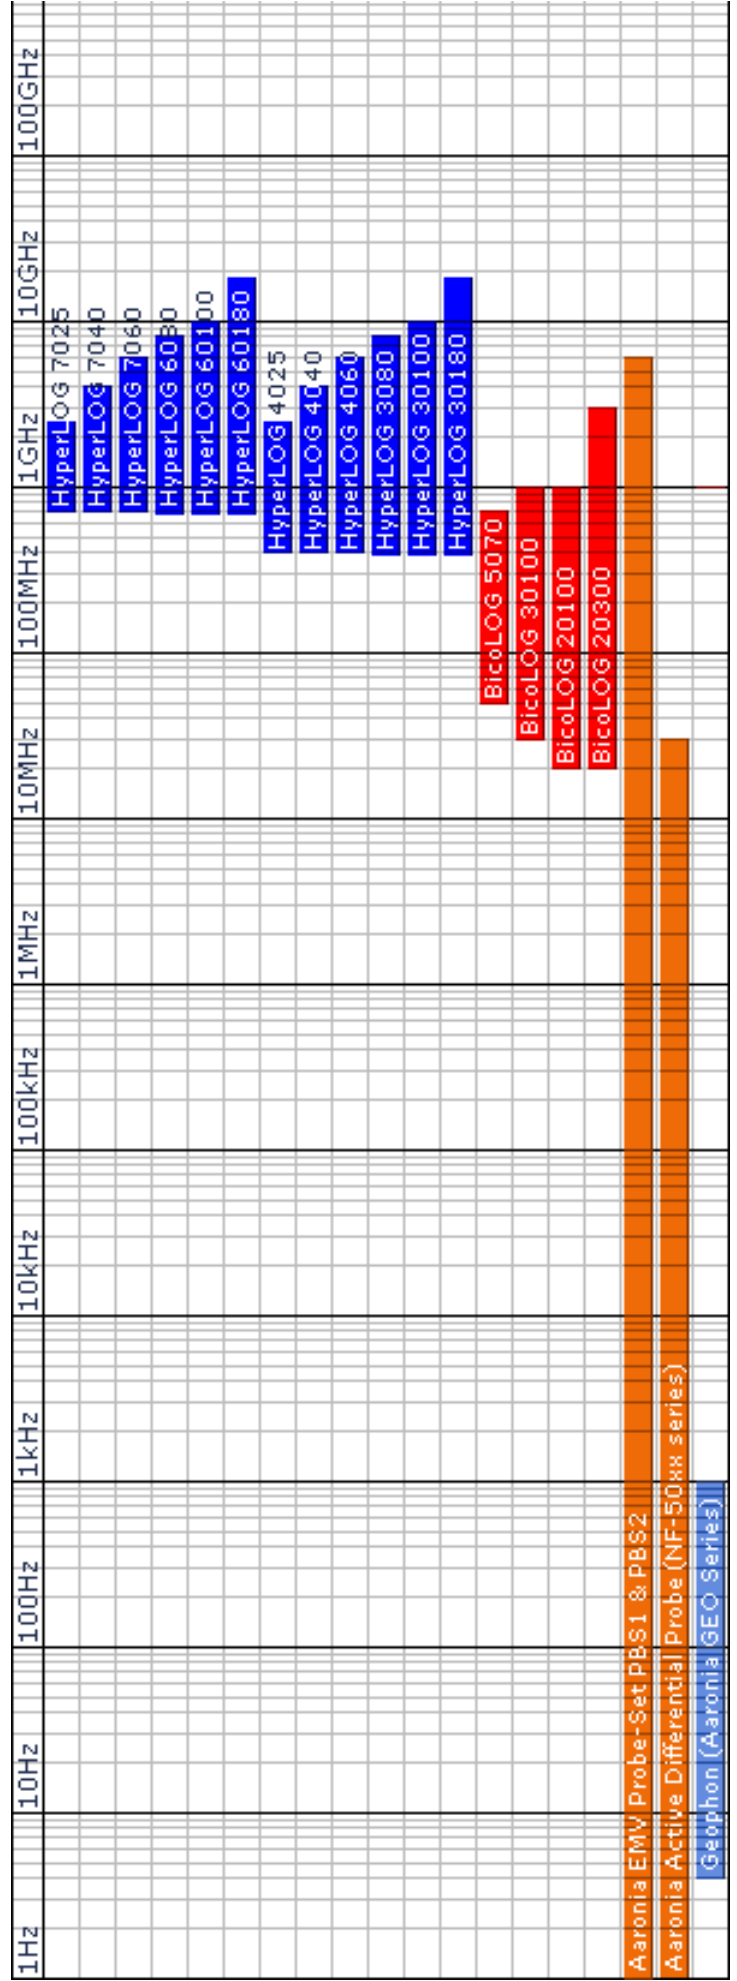 1Hz
10Hz
100Hz
1kHz
10kHz
100kHz
1MHz
10MHz
100MHz
1GHz
10GHz
100GHz
HyperLOG 7025
HyperLOG 7040
HyperLOG 7060
HyperLOG 6080
HyperLOG 60100
HyperLOG 60180
HyperLOG 4025
HyperLOG 4040
HyperLOG 4060
HyperLOG 3080
HyperLOG 30100
HyperLOG 30180
BicoLOG 5070
BicoLOG 30100
BicoLOG 20100
BicoLOG 20300
Aaronia EMV Probe-Set PBS1 & PBS2
Aaronia Active Differential Probe (NF-50xx series)
Geophon (Aaronia GEO Series)